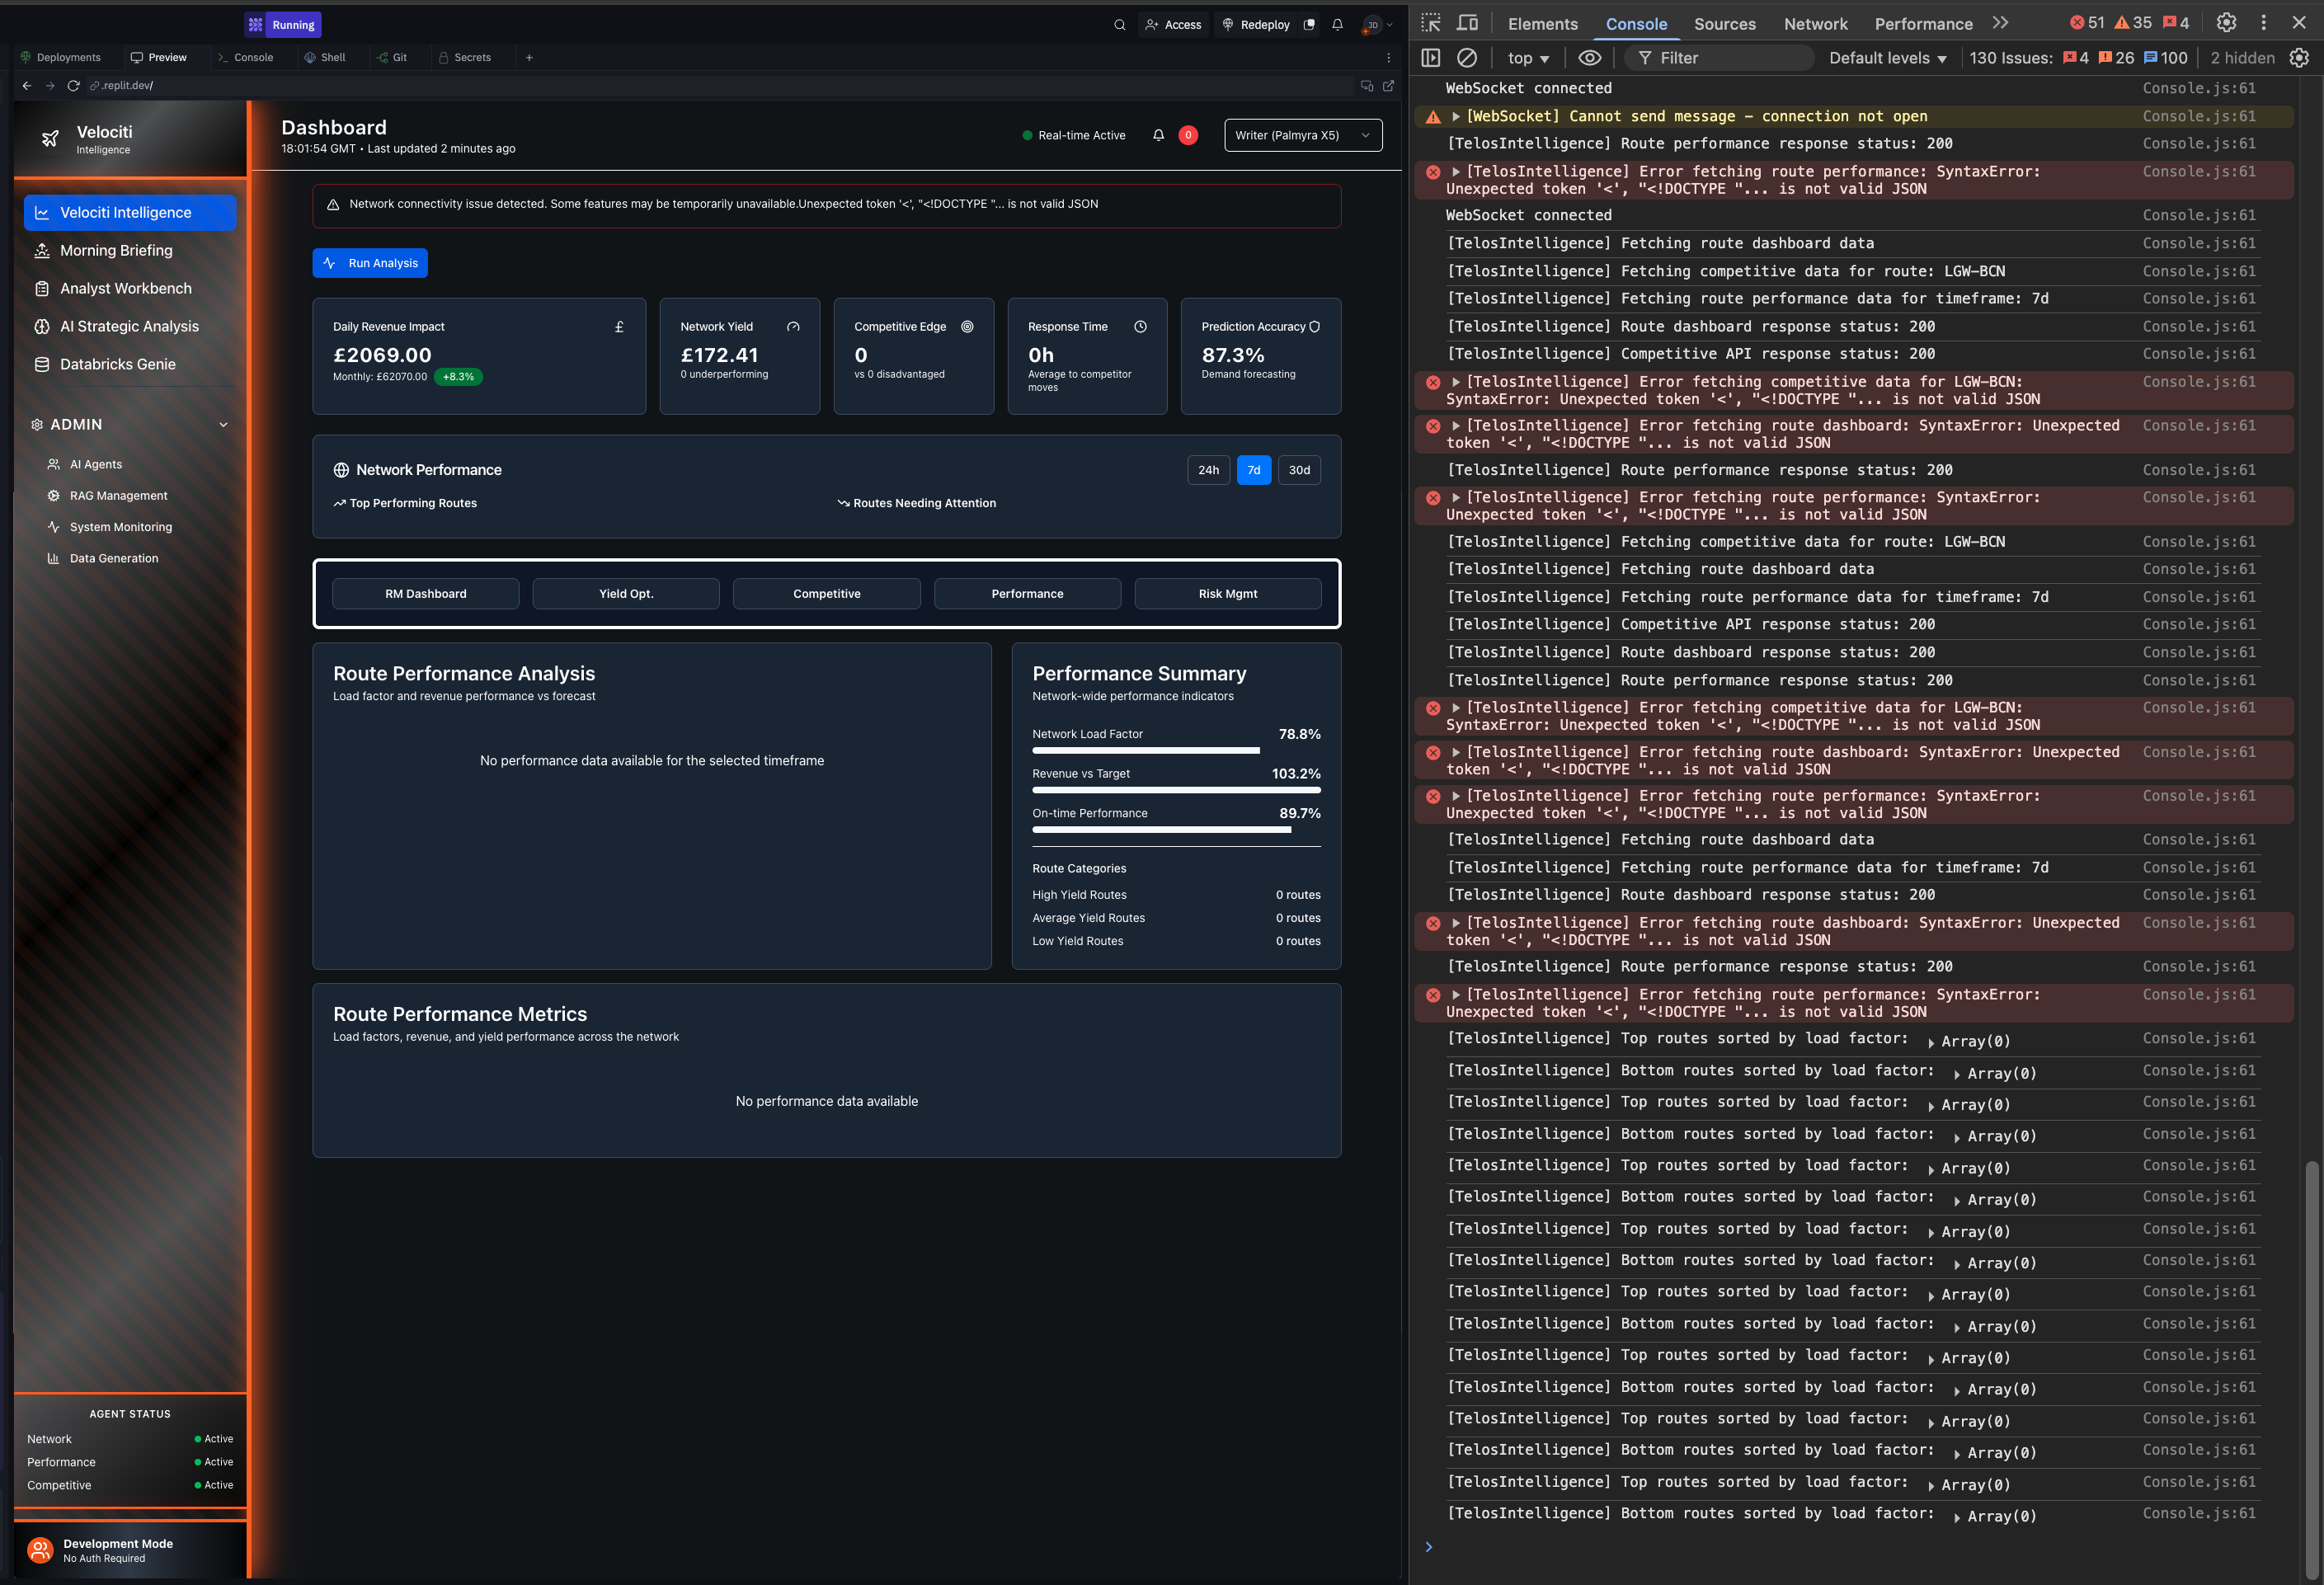 Running
Access
Redeploy
JD
Deployments
Preview
Console
Shell
Git
Secrets
.replit.dev/
Velociti
Intelligence
Velociti Intelligence
Morning Briefing
Analyst Workbench
AI Strategic Analysis
Databricks Genie
ADMIN
AI Agents
RAG Management
System Monitoring
Data Generation
AGENT STATUS
Network Active
Performance Active
Competitive Active
Development Mode
No Auth Required
Dashboard
18:01:54 GMT • Last updated 2 minutes ago
Real-time Active
0
Writer (Palmyra X5)
Network connectivity issue detected. Some features may be temporarily unavailable.Unexpected token '<', "<!DOCTYPE "... is not valid JSON
Run Analysis
Daily Revenue Impact £
£2069.00
Monthly: £62070.00 +8.3%
Network Yield
£172.41
0 underperforming
Competitive Edge
0
vs 0 disadvantaged
Response Time
0h
Average to competitor
moves
Prediction Accuracy
87.3%
Demand forecasting
Network Performance
24h 7d 30d
Top Performing Routes
Routes Needing Attention
RM Dashboard
Yield Opt.
Competitive
Performance
Risk Mgmt
Route Performance Analysis
Load factor and revenue performance vs forecast
No performance data available for the selected timeframe
Performance Summary
Network-wide performance indicators
Network Load Factor 78.8%
Revenue vs Target 103.2%
On-time Performance 89.7%
Route Categories
High Yield Routes 0 routes
Average Yield Routes 0 routes
Low Yield Routes 0 routes
Route Performance Metrics
Load factors, revenue, and yield performance across the network
No performance data available
Elements Console Sources Network Performance 51 35 4
top Filter Default levels 130 Issues: 4 26 100 2 hidden
WebSocket connected Console.js:61
[WebSocket] Cannot send message – connection not open Console.js:61
[TelosIntelligence] Route performance response status: 200 Console.js:61
[TelosIntelligence] Error fetching route performance: SyntaxError: Console.js:61
Unexpected token '<', "<!DOCTYPE "... is not valid JSON
WebSocket connected Console.js:61
[TelosIntelligence] Fetching route dashboard data Console.js:61
[TelosIntelligence] Fetching competitive data for route: LGW-BCN Console.js:61
[TelosIntelligence] Fetching route performance data for timeframe: 7d Console.js:61
[TelosIntelligence] Route dashboard response status: 200 Console.js:61
[TelosIntelligence] Competitive API response status: 200 Console.js:61
[TelosIntelligence] Error fetching competitive data for LGW-BCN: Console.js:61
SyntaxError: Unexpected token '<', "<!DOCTYPE "... is not valid JSON
[TelosIntelligence] Error fetching route dashboard: SyntaxError: Unexpected Console.js:61
token '<', "<!DOCTYPE "... is not valid JSON
[TelosIntelligence] Route performance response status: 200 Console.js:61
[TelosIntelligence] Error fetching route performance: SyntaxError: Console.js:61
Unexpected token '<', "<!DOCTYPE "... is not valid JSON
[TelosIntelligence] Fetching competitive data for route: LGW-BCN Console.js:61
[TelosIntelligence] Fetching route dashboard data Console.js:61
[TelosIntelligence] Fetching route performance data for timeframe: 7d Console.js:61
[TelosIntelligence] Competitive API response status: 200 Console.js:61
[TelosIntelligence] Route dashboard response status: 200 Console.js:61
[TelosIntelligence] Route performance response status: 200 Console.js:61
[TelosIntelligence] Error fetching competitive data for LGW-BCN: Console.js:61
SyntaxError: Unexpected token '<', "<!DOCTYPE "... is not valid JSON
[TelosIntelligence] Error fetching route dashboard: SyntaxError: Unexpected Console.js:61
token '<', "<!DOCTYPE "... is not valid JSON
[TelosIntelligence] Error fetching route performance: SyntaxError: Console.js:61
Unexpected token '<', "<!DOCTYPE "... is not valid JSON
[TelosIntelligence] Fetching route dashboard data Console.js:61
[TelosIntelligence] Fetching route performance data for timeframe: 7d Console.js:61
[TelosIntelligence] Route dashboard response status: 200 Console.js:61
[TelosIntelligence] Error fetching route dashboard: SyntaxError: Unexpected Console.js:61
token '<', "<!DOCTYPE "... is not valid JSON
[TelosIntelligence] Route performance response status: 200 Console.js:61
[TelosIntelligence] Error fetching route performance: SyntaxError: Console.js:61
Unexpected token '<', "<!DOCTYPE "... is not valid JSON
[TelosIntelligence] Top routes sorted by load factor: Array(0) Console.js:61
[TelosIntelligence] Bottom routes sorted by load factor: Array(0) Console.js:61
[TelosIntelligence] Top routes sorted by load factor: Array(0) Console.js:61
[TelosIntelligence] Bottom routes sorted by load factor: Array(0) Console.js:61
[TelosIntelligence] Top routes sorted by load factor: Array(0) Console.js:61
[TelosIntelligence] Bottom routes sorted by load factor: Array(0) Console.js:61
[TelosIntelligence] Top routes sorted by load factor: Array(0) Console.js:61
[TelosIntelligence] Bottom routes sorted by load factor: Array(0) Console.js:61
[TelosIntelligence] Top routes sorted by load factor: Array(0) Console.js:61
[TelosIntelligence] Bottom routes sorted by load factor: Array(0) Console.js:61
[TelosIntelligence] Top routes sorted by load factor: Array(0) Console.js:61
[TelosIntelligence] Bottom routes sorted by load factor: Array(0) Console.js:61
[TelosIntelligence] Top routes sorted by load factor: Array(0) Console.js:61
[TelosIntelligence] Bottom routes sorted by load factor: Array(0) Console.js:61
[TelosIntelligence] Top routes sorted by load factor: Array(0) Console.js:61
[TelosIntelligence] Bottom routes sorted by load factor: Array(0) Console.js:61